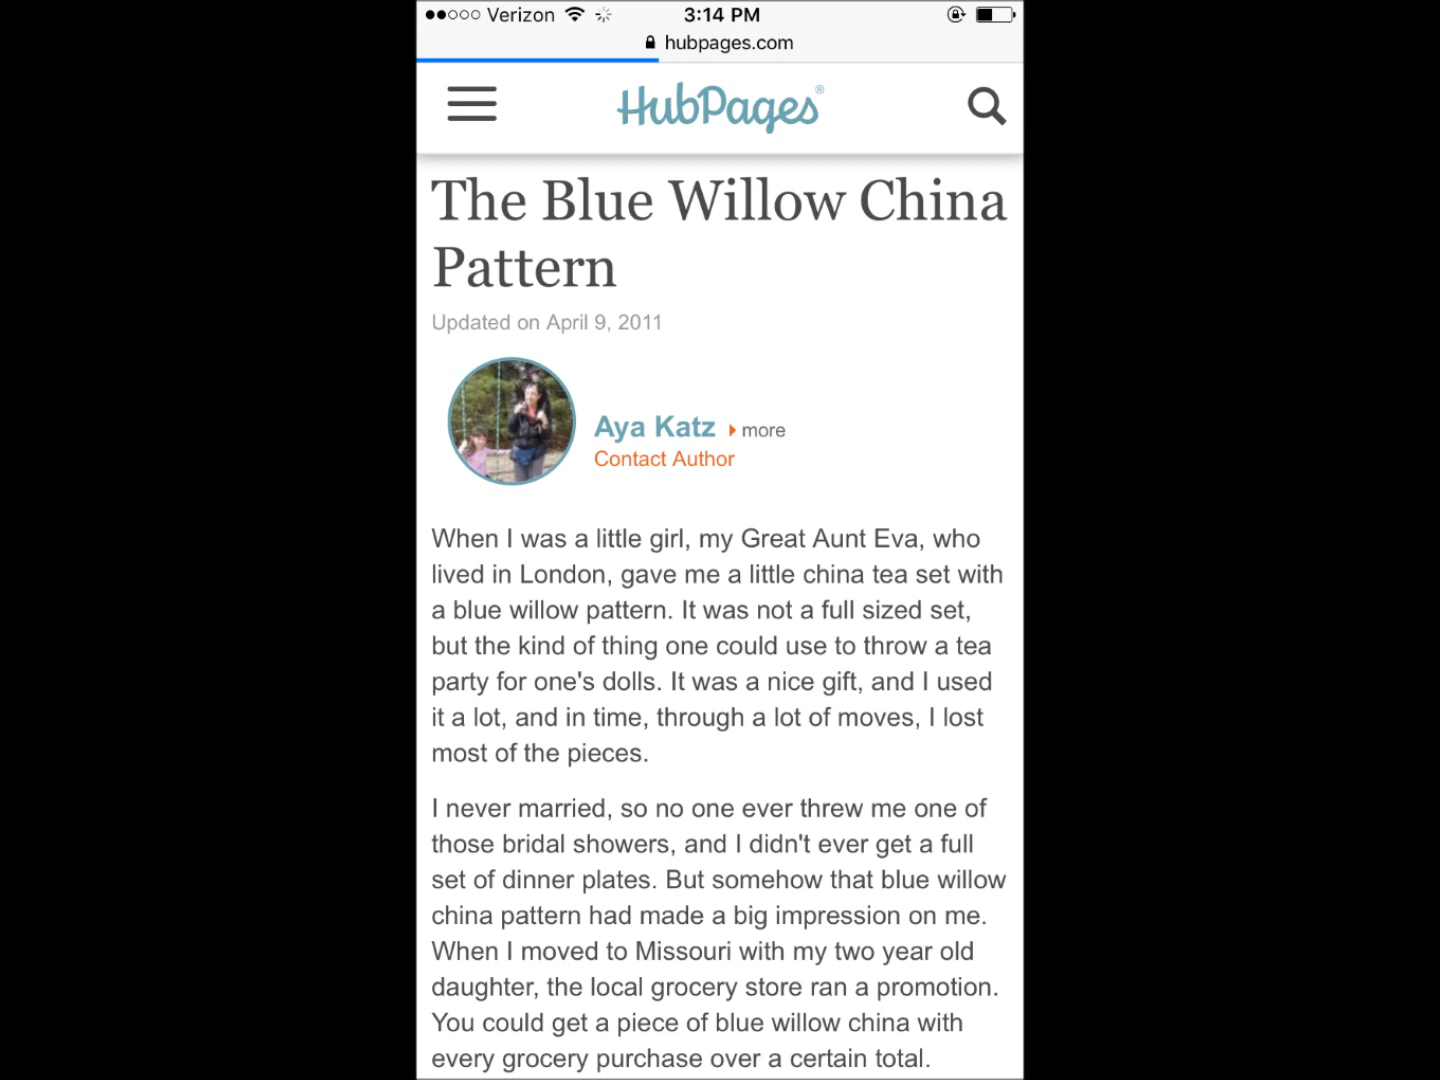 Verizon 3:14 PM
hubpages.com
HubPages®
The Blue Willow China
Pattern
Updated on April 9, 2011
Aya Katz more
Contact Author
When I was a little girl, my Great Aunt Eva, who
lived in London, gave me a little china tea set with
a blue willow pattern. It was not a full sized set,
but the kind of thing one could use to throw a tea
party for one's dolls. It was a nice gift, and I used
it a lot, and in time, through a lot of moves, I lost
most of the pieces.
I never married, so no one ever threw me one of
those bridal showers, and I didn't ever get a full
set of dinner plates. But somehow that blue willow
china pattern had made a big impression on me.
When I moved to Missouri with my two year old
daughter, the local grocery store ran a promotion.
You could get a piece of blue willow china with
every grocery purchase over a certain total.